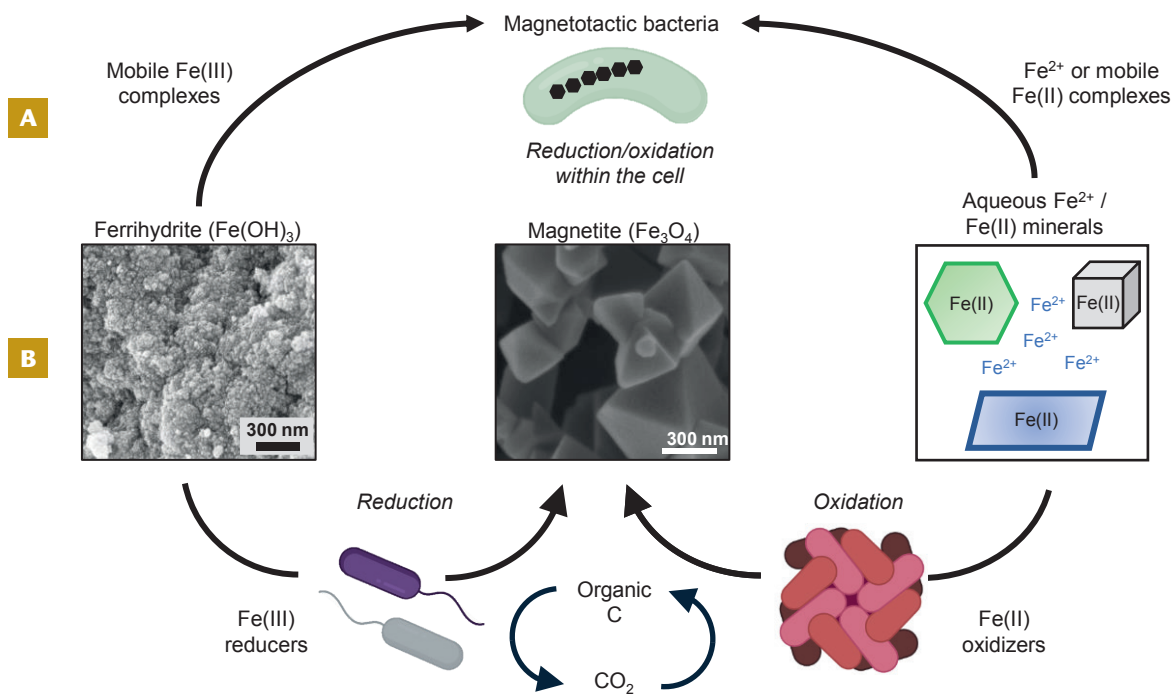 Magnetotactic bacteria
Mobile Fe(III)
complexes
Fe²⁺ or mobile
Fe(II) complexes
A
Reduction/oxidation
within the cell
Ferrihydrite (Fe(OH)₃)
Magnetite (Fe₃O₄)
Aqueous Fe²⁺ /
Fe(II) minerals
B
300 nm
300 nm
Fe(II)
Fe²⁺
Fe(II)
Fe²⁺
Fe²⁺
Fe²⁺
Fe(II)
Reduction
Oxidation
Fe(III)
reducers
Organic
C
CO₂
Fe(II)
oxidizers